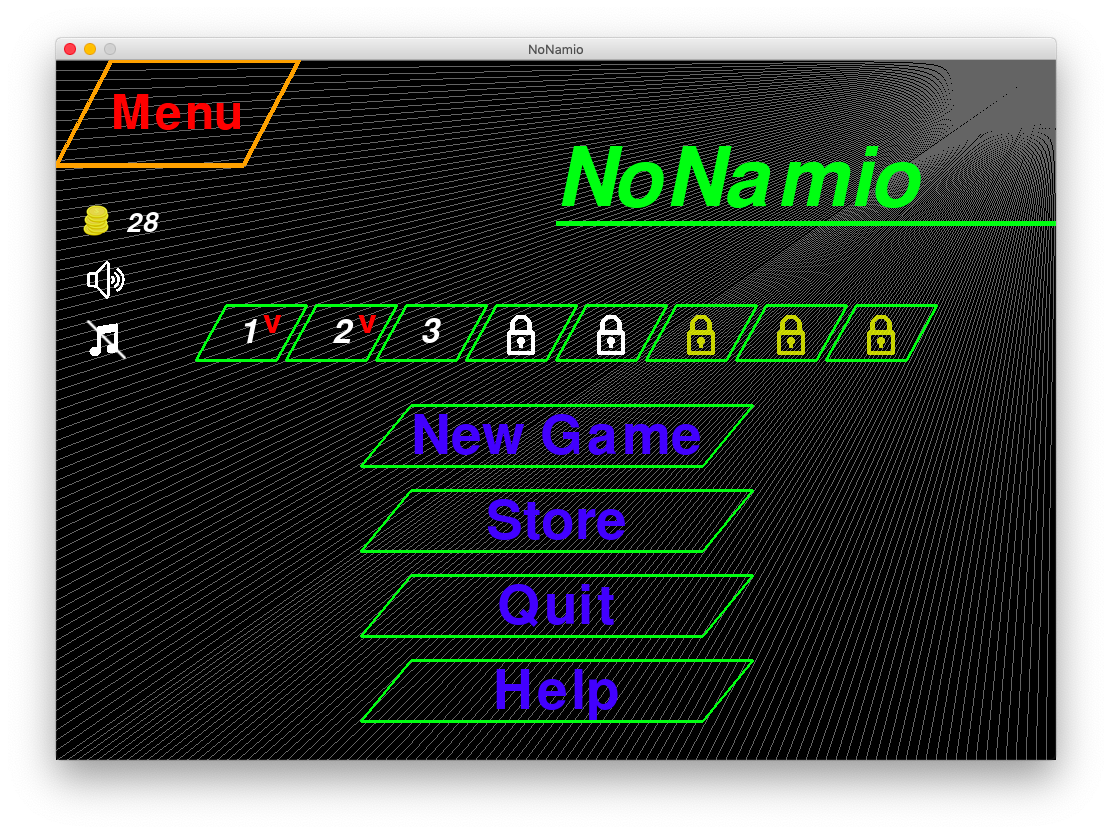 NoNamio
Menu
NoNamio
28
1 v 2 v 3
New Game
Store
Quit
Help